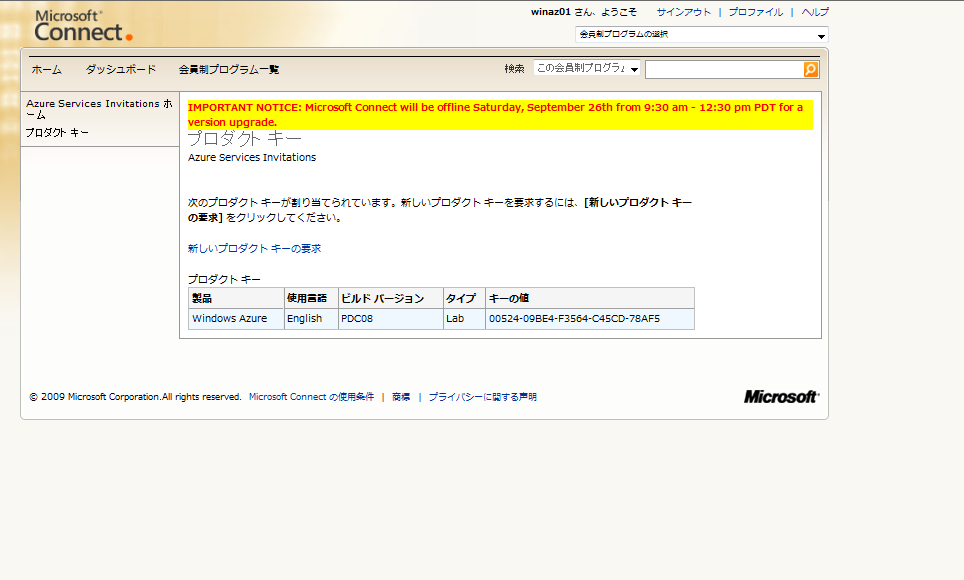 Microsoft™
Connect
winaz01 さん、ようこそ サインアウト | プロファイル | ヘルプ
会員制プログラムの選択
ホーム ダッシュボード 会員制プログラム一覧 検索 この会員制プログラム
Azure Services Invitations ホ
ーム
プロダクト キー
IMPORTANT NOTICE: Microsoft Connect will be offline Saturday, September 26th from 9:30 am - 12:30 pm PDT for a
version upgrade.
プロダクト キー
Azure Services Invitations
次のプロダクト キーが割り当てられています。新しいプロダクト キーを要求するには、[新しいプロダクト キー
の要求] をクリックしてください。
新しいプロダクト キーの要求
プロダクト キー
製品 使用言語 ビルド バージョン タイプ キーの値
Windows Azure English PDC08 Lab 00524-09BE4-F3564-C45CD-78AF5
© 2009 Microsoft Corporation.All rights reserved. Microsoft Connect の使用条件 | 商標 | プライバシーに関する声明
Microsoft